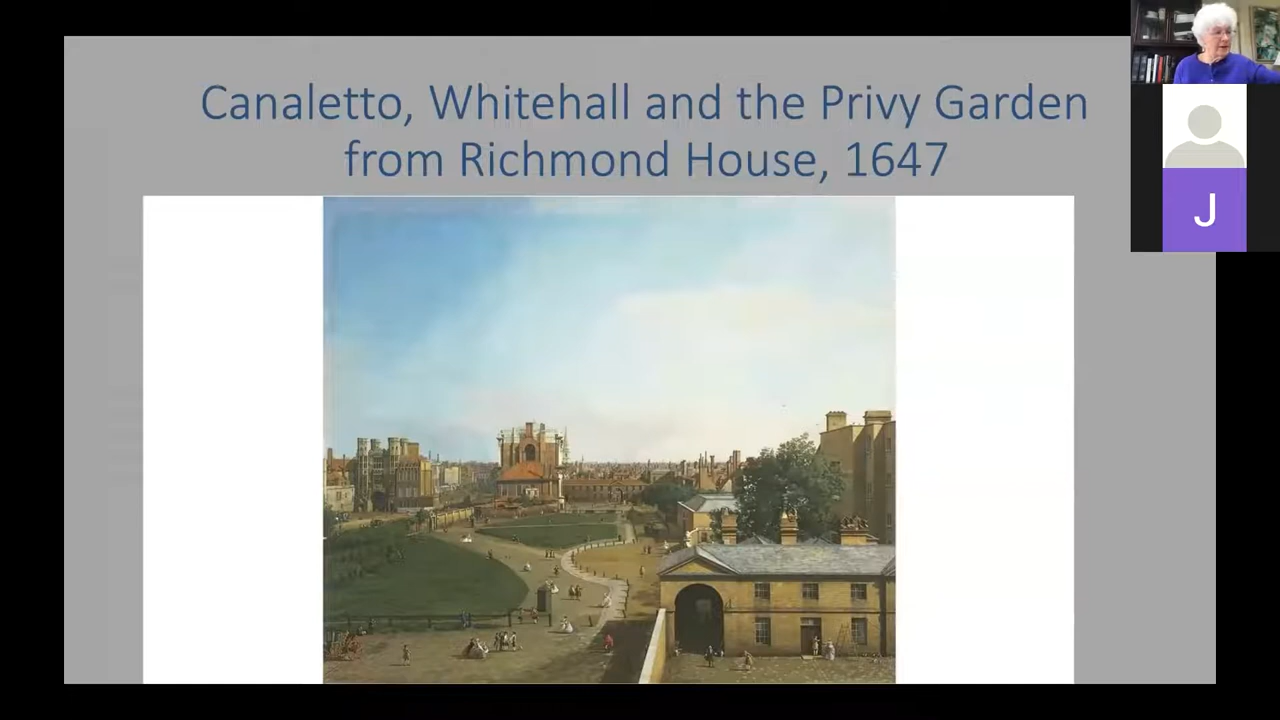 Canaletto, Whitehall and the Privy Garden
from Richmond House, 1647
J